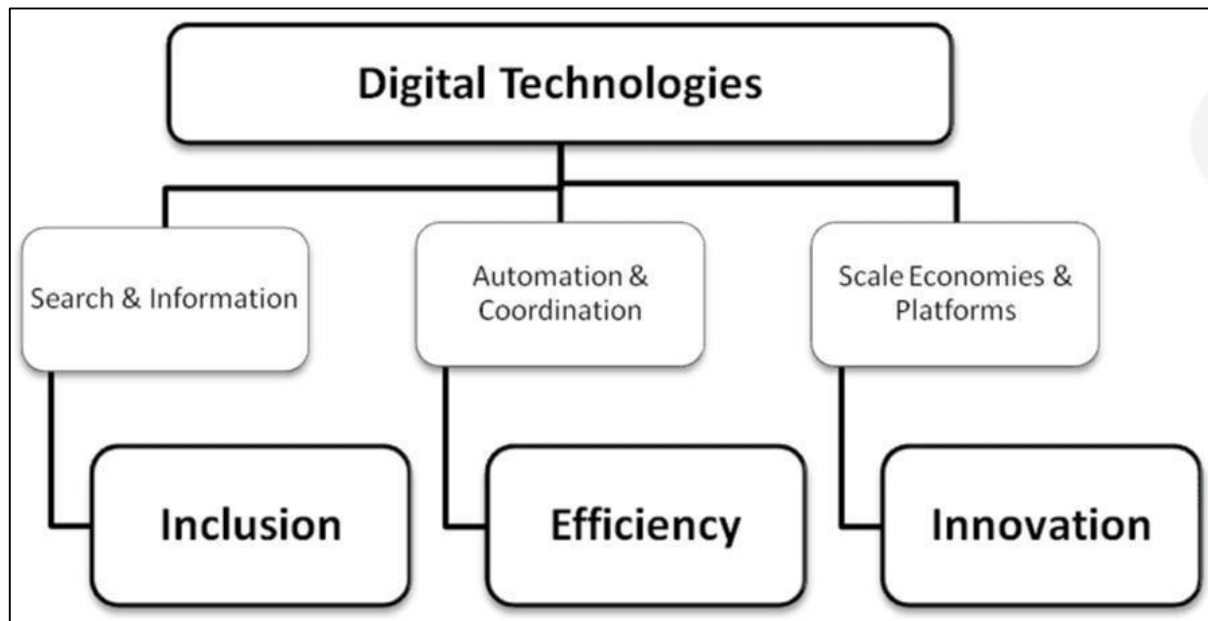 Digital Technologies
Search & Information
Automation &
Coordination
Scale Economies &
Platforms
Inclusion
Efficiency
Innovation